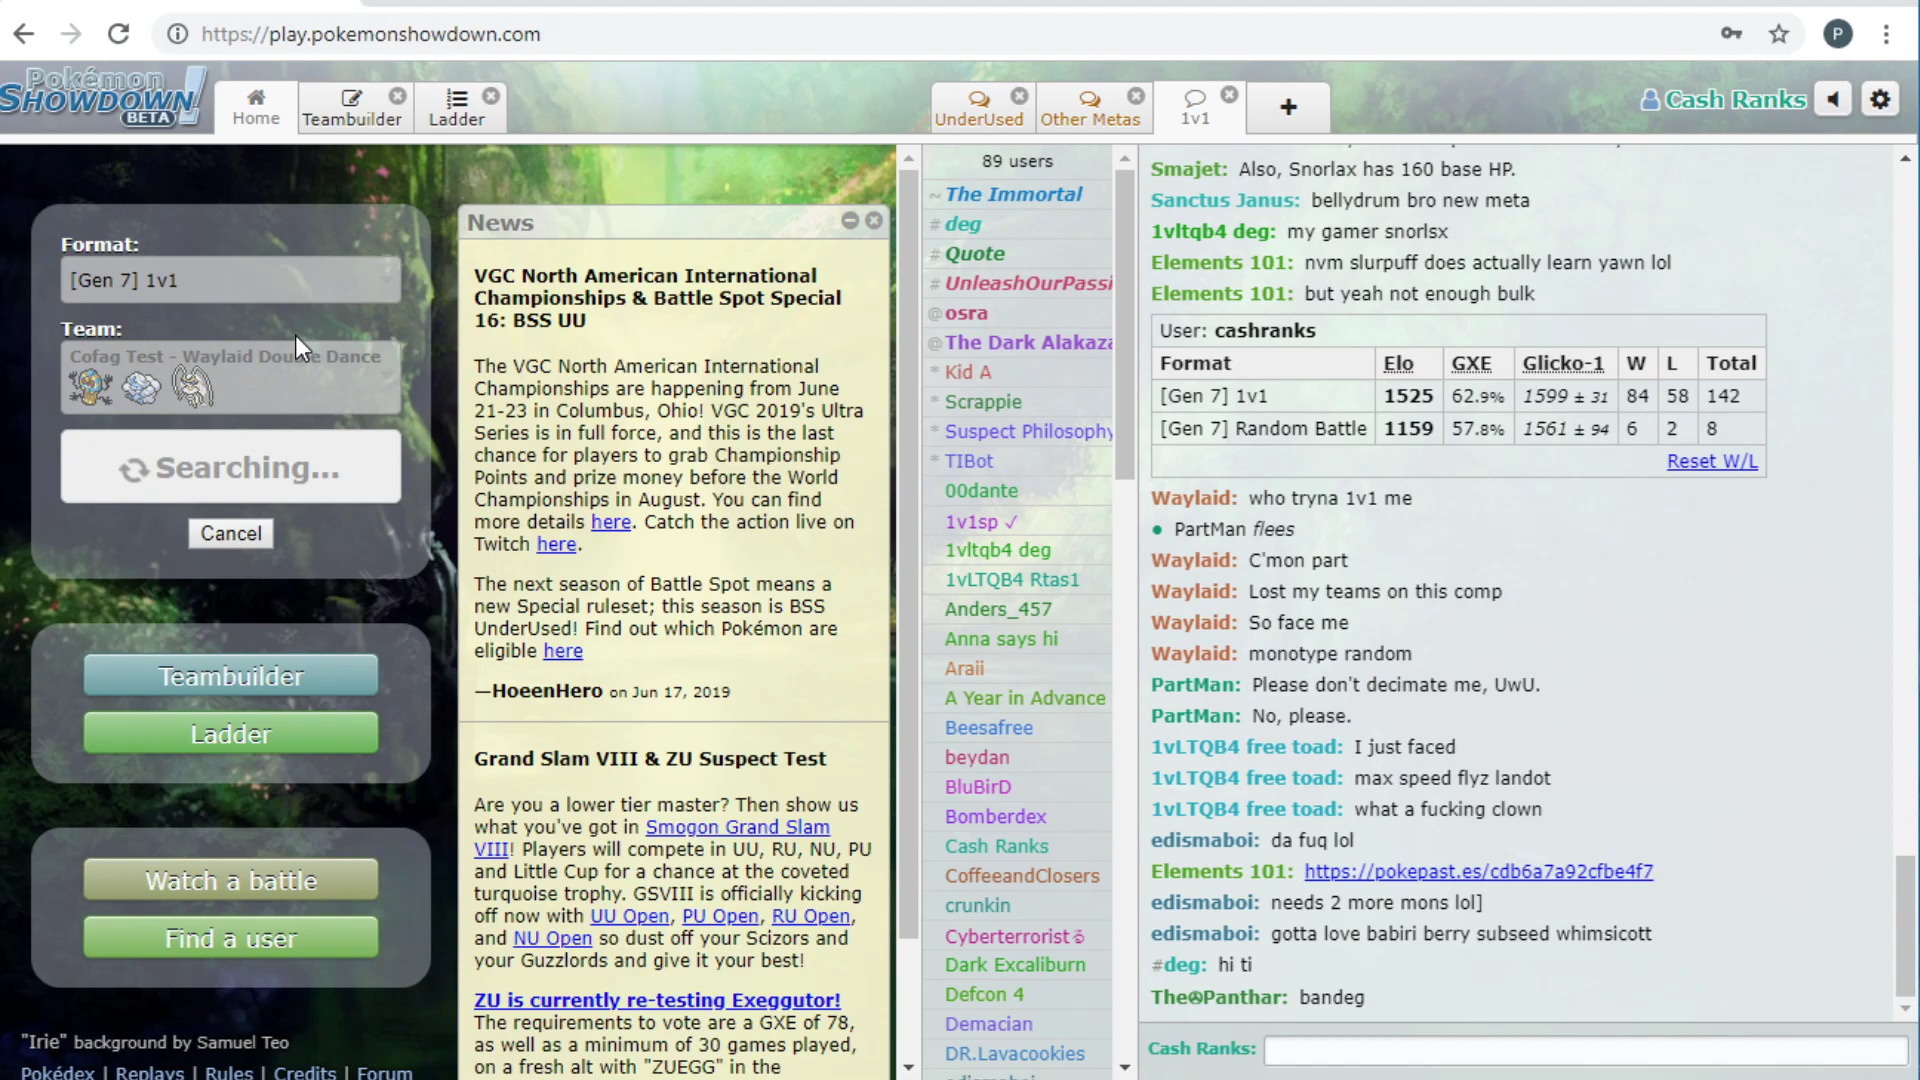 https://play.pokemonshowdown.com
P
Pokémon
SHOWDOWN!
BETA
Home
Teambuilder
Ladder
UnderUsed
Other Metas
1v1
+
Cash Ranks
Format:
[Gen 7] 1v1
Team:
Cofag Test - Waylaid Double Dance
Searching...
Cancel
Teambuilder
Ladder
Watch a battle
Find a user
"Irie" background by Samuel Teo
Pokédex | Replays | Rules | Credits | Forum
News
VGC North American International
Championships & Battle Spot Special
16: BSS UU
The VGC North American International
Championships are happening from June
21-23 in Columbus, Ohio! VGC 2019's Ultra
Series is in full force, and this is the last
chance for players to grab Championship
Points and prize money before the World
Championships in August. You can find
more details here. Catch the action live on
Twitch here.
The next season of Battle Spot means a
new Special ruleset; this season is BSS
UnderUsed! Find out which Pokémon are
eligible here
—HoeenHero on Jun 17, 2019
Grand Slam VIII & ZU Suspect Test
Are you a lower tier master? Then show us
what you've got in Smogon Grand Slam
VIII! Players will compete in UU, RU, NU, PU
and Little Cup for a chance at the coveted
turquoise trophy. GSVIII is officially kicking
off now with UU Open, PU Open, RU Open,
and NU Open so dust off your Scizors and
your Guzzlords and give it your best!
ZU is currently re-testing Exeggutor!
The requirements to vote are a GXE of 78,
as well as a minimum of 30 games played,
on a fresh alt with "ZUEGG" in the
89 users
~ The Immortal
# deg
# Quote
# UnleashOurPassi
@ osra
@ The Dark Alakaza
* Kid A
* Scrappie
* Suspect Philosophy
* TIBot
00dante
1v1sp ✓
1vltqb4 deg
1vLTQB4 Rtas1
Anders_457
Anna says hi
Araii
A Year in Advance
Beesafree
beydan
BluBirD
Bomberdex
Cash Ranks
CoffeeandClosers
crunkin
Cyberterroristる
Dark Excaliburn
Defcon 4
Demacian
DR.Lavacookies
Smajet: Also, Snorlax has 160 base HP.
Sanctus Janus: bellydrum bro new meta
1vltqb4 deg: my gamer snorlsx
Elements 101: nvm slurpuff does actually learn yawn lol
Elements 101: but yeah not enough bulk
User: cashranks
Format Elo GXE Glicko-1 W L Total
[Gen 7] 1v1 1525 62.9% 1599 ± 31 84 58 142
[Gen 7] Random Battle 1159 57.8% 1561 ± 94 6 2 8
Reset W/L
Waylaid: who tryna 1v1 me
• PartMan flees
Waylaid: C'mon part
Waylaid: Lost my teams on this comp
Waylaid: So face me
Waylaid: monotype random
PartMan: Please don't decimate me, UwU.
PartMan: No, please.
1vLTQB4 free toad: I just faced
1vLTQB4 free toad: max speed flyz landot
1vLTQB4 free toad: what a fucking clown
edismaboi: da fuq lol
Elements 101: https://pokepast.es/cdb6a7a92cfbe4f7
edismaboi: needs 2 more mons lol]
edismaboi: gotta love babiri berry subseed whimsicott
#deg: hi ti
The✇Panthar: bandeg
Cash Ranks: